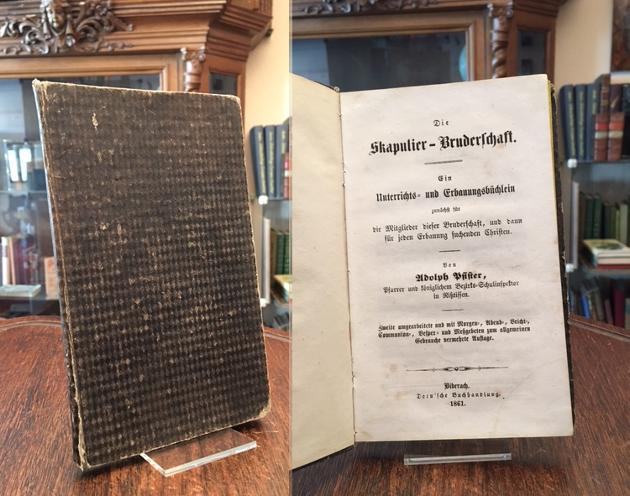 Die
Skapulier-Bruderschaft.
Ein
Unterrichts- und Erbauungsbüchlein
zunächst für
die Mitglieder dieser Bruderschaft, und dann
für jeden Erbauung suchenden Christen.
Von
Adolph Pfister,
Pfarrer und königlichem Bezirks-Schulinspektor
in Rißtissen.
Zweite umgearbeitete und mit Morgen-, Abend-, Beicht-,
Communion-, Vesper- und Meßgebeten zum allgemeinen
Gebrauche vermehrte Auflage.
Biberach.
Dorn'sche Buchhandlung.
1861.